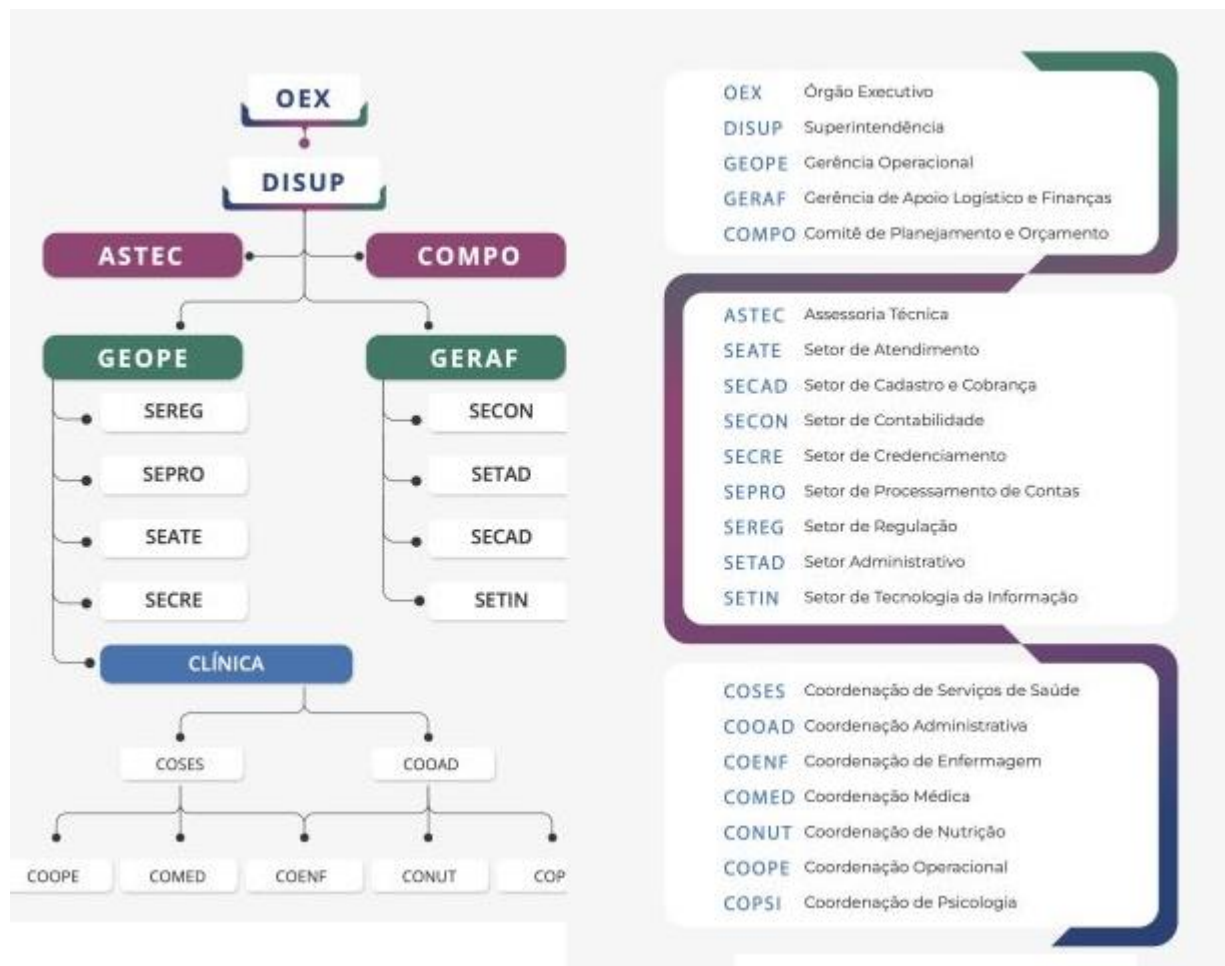 OEX
DISUP
ASTEC COMPO
GEOPE GERAF
SEREG SECON
SEPRO SETAD
SEATE SECAD
SECRE SETIN
CLÍNICA
COSES COOAD
COOPE COMED COENF CONUT COP
OEX Órgão Executivo
DISUP Superintendência
GEOPE Gerência Operacional
GERAF Gerência de Apoio Logístico e Finanças
COMPO Comitê de Planejamento e Orçamento
ASTEC Assessoria Técnica
SEATE Setor de Atendimento
SECAD Setor de Cadastro e Cobrança
SECON Setor de Contabilidade
SECRE Setor de Credenciamento
SEPRO Setor de Processamento de Contas
SEREG Setor de Regulação
SETAD Setor Administrativo
SETIN Setor de Tecnologia da Informação
COSES Coordenação de Serviços de Saúde
COOAD Coordenação Administrativa
COENF Coordenação de Enfermagem
COMED Coordenação Médica
CONUT Coordenação de Nutrição
COOPE Coordenação Operacional
COPSI Coordenação de Psicologia